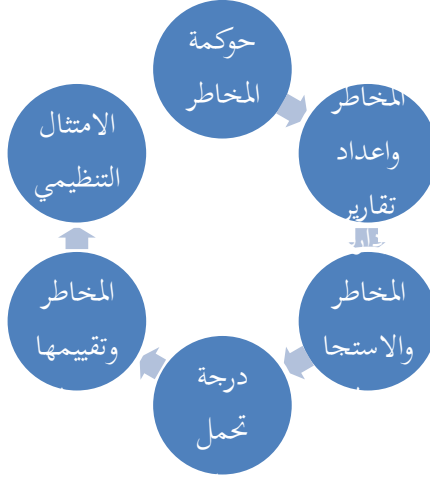 حوكمة
المخاطر
المخاطر
واعداد
تقارير
المخاطر
والاستجا
درجة
تحمل
المخاطر
وتقييمها
الامتثال
التنظيمي